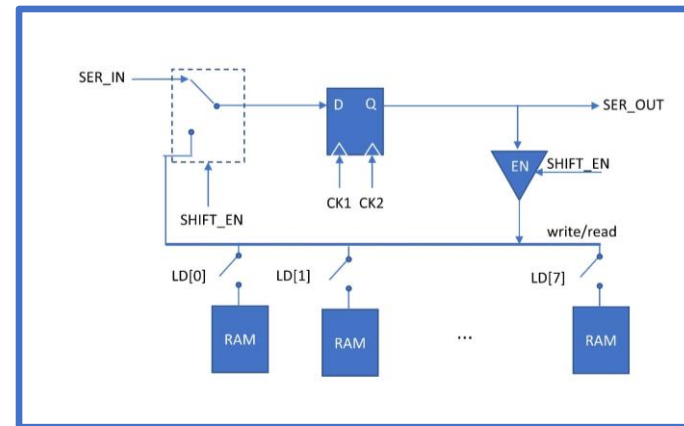 SER_IN
D Q
SER_OUT
EN
SHIFT_EN
CK1 CK2
SHIFT_EN
write/read
LD[0]
LD[1]
LD[7]
RAM
RAM
...
RAM